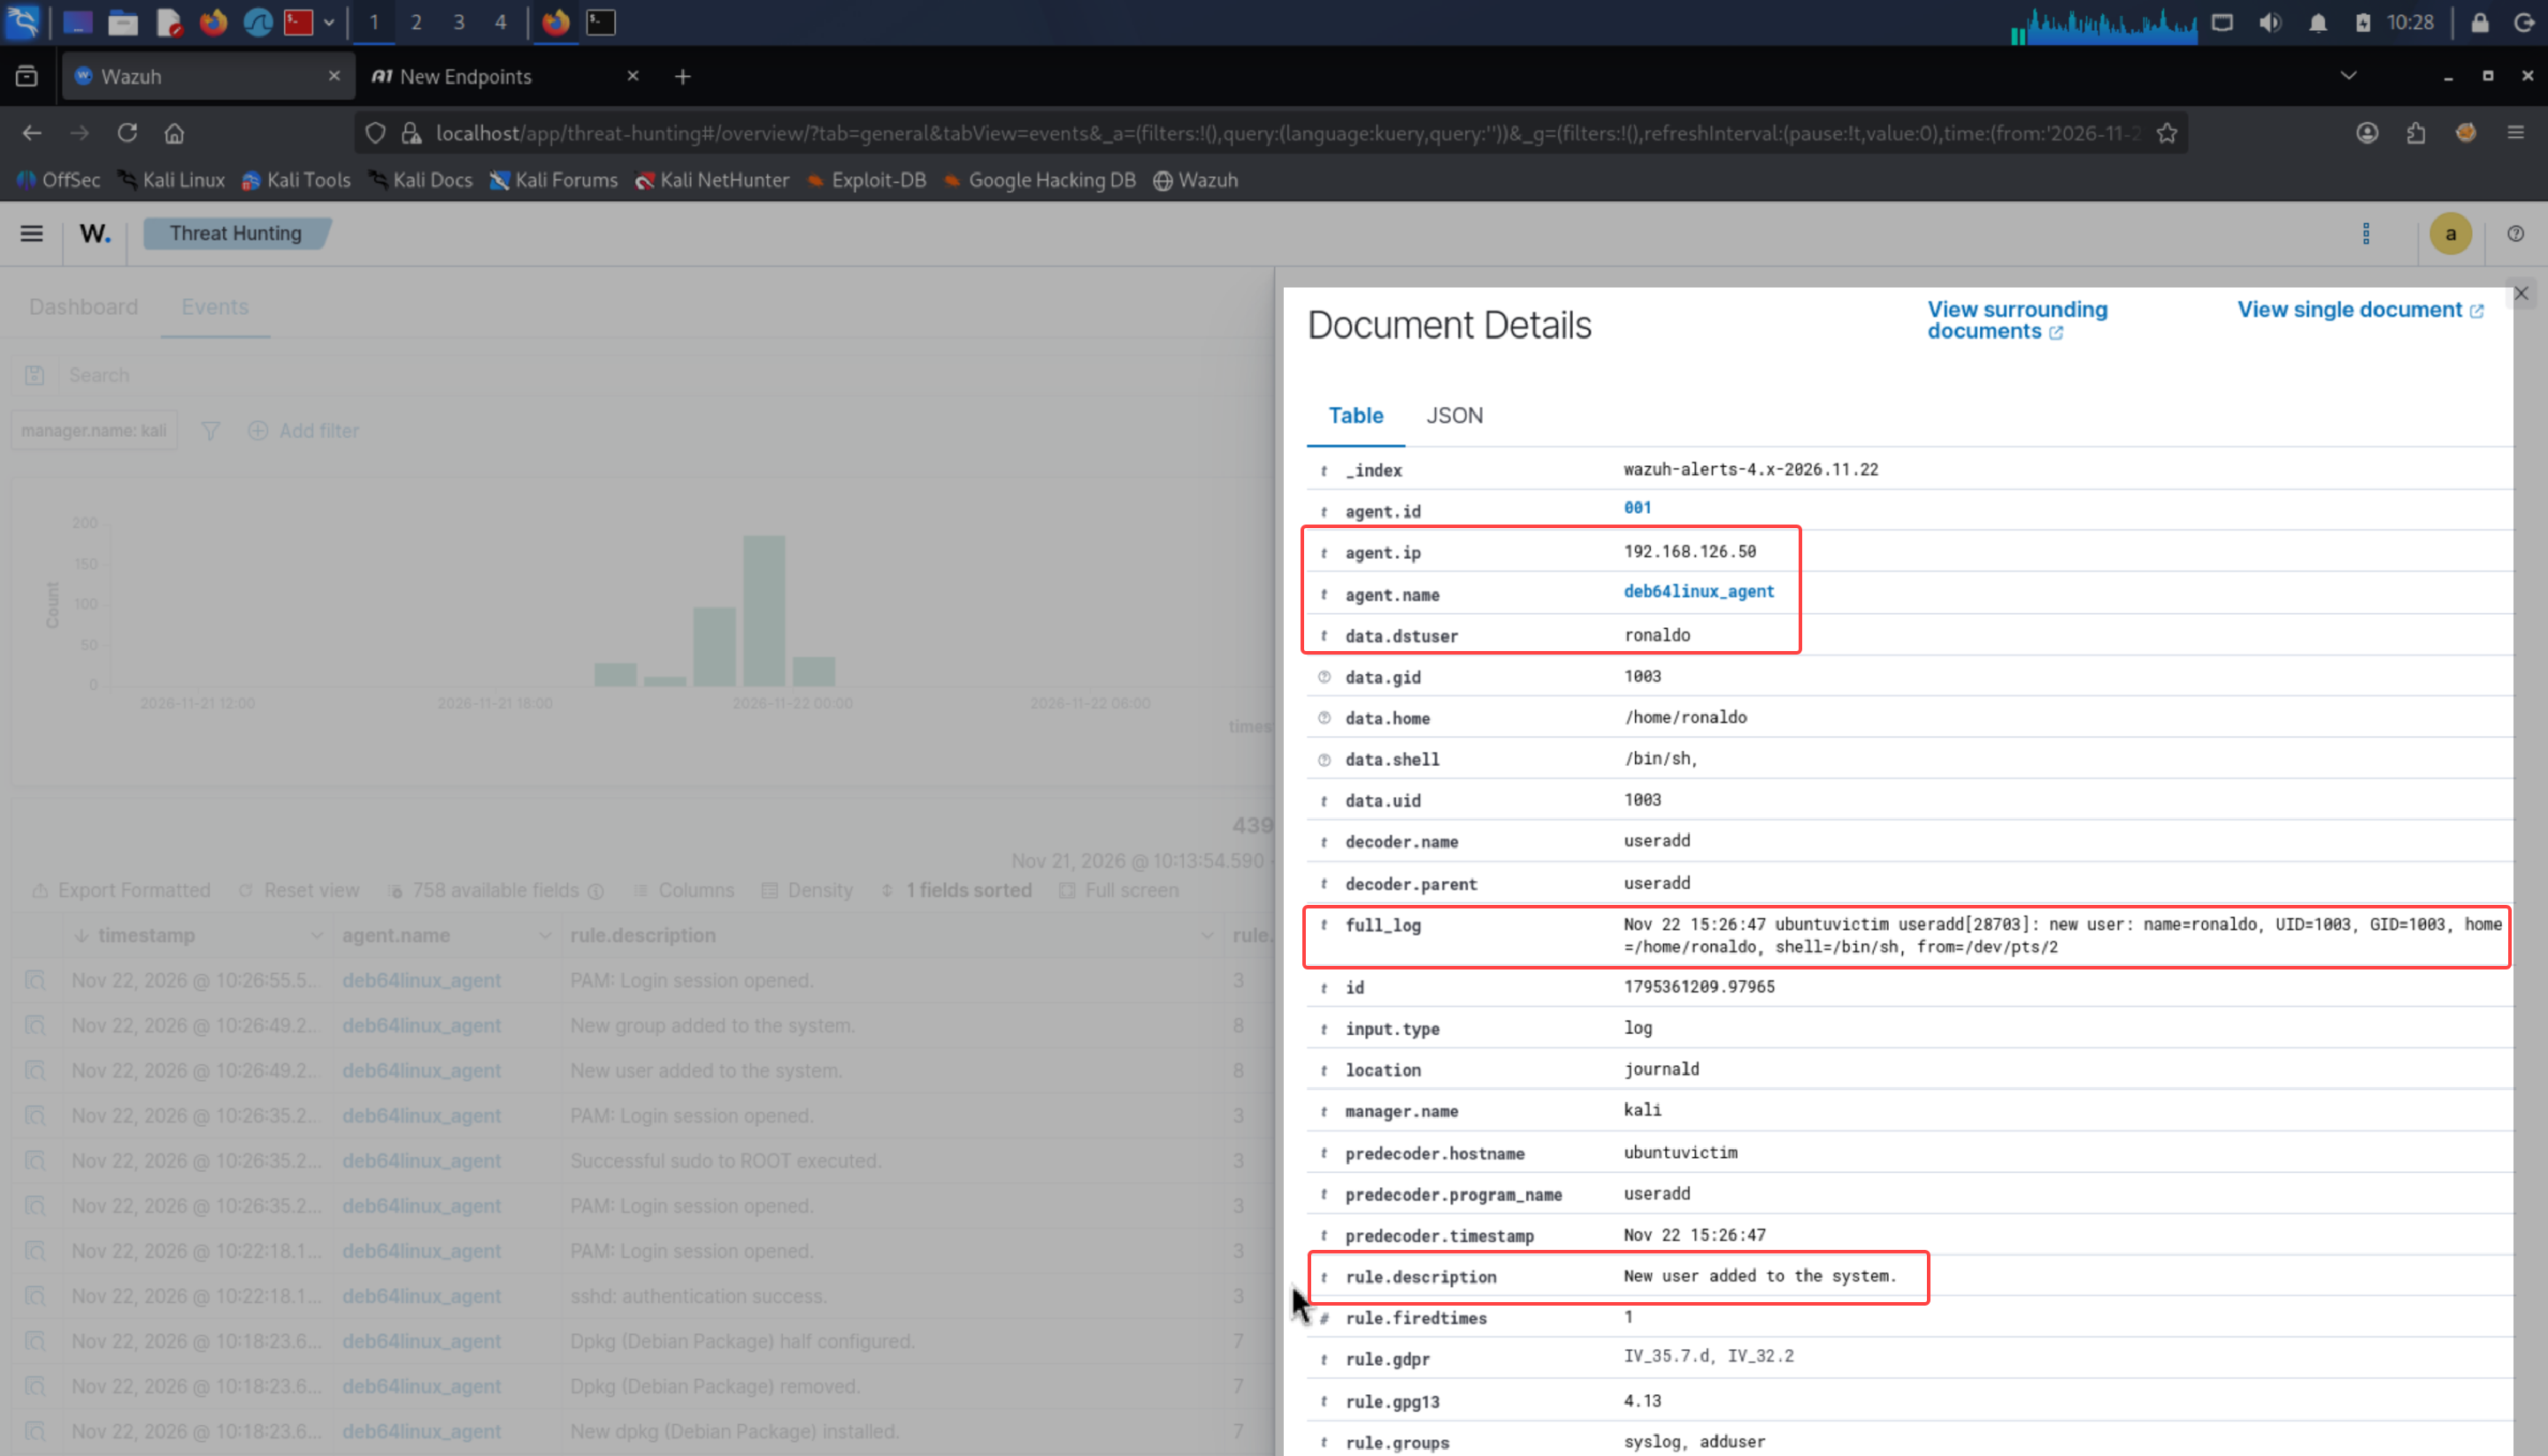 1 2 3 4
10:28
Wazuh
New Endpoints
localhost/app/threat-hunting#/overview/?tab=general&tabView=events&_a=(filters:!(),query:(language:kuery,query:''))&_g=(filters:!(),refreshInterval:(pause:!t,value:0),time:(from:'2026-11-2
OffSec Kali Linux Kali Tools Kali Docs Kali Forums Kali NetHunter Exploit-DB Google Hacking DB Wazuh
W. Threat Hunting
a
Dashboard Events
Search
manager.name: kali Add filter
200
150
100
50
0
Count
2026-11-21 12:00 2026-11-21 18:00 2026-11-22 00:00 2026-11-22 06:00
times
439
Nov 21, 2026 @ 10:13:54.590 -
Export Formatted Reset view 758 available fields Columns Density 1 fields sorted Full screen
timestamp agent.name rule.description rule.
Nov 22, 2026 @ 10:26:55.5... deb64linux_agent PAM: Login session opened. 3
Nov 22, 2026 @ 10:26:49.2... deb64linux_agent New group added to the system. 8
Nov 22, 2026 @ 10:26:49.2... deb64linux_agent New user added to the system. 8
Nov 22, 2026 @ 10:26:35.2... deb64linux_agent PAM: Login session opened. 3
Nov 22, 2026 @ 10:26:35.2... deb64linux_agent Successful sudo to ROOT executed. 3
Nov 22, 2026 @ 10:26:35.2... deb64linux_agent PAM: Login session opened. 3
Nov 22, 2026 @ 10:22:18.1... deb64linux_agent PAM: Login session opened. 3
Nov 22, 2026 @ 10:22:18.1... deb64linux_agent sshd: authentication success. 3
Nov 22, 2026 @ 10:18:23.6... deb64linux_agent Dpkg (Debian Package) half configured. 7
Nov 22, 2026 @ 10:18:23.6... deb64linux_agent Dpkg (Debian Package) removed. 7
Nov 22, 2026 @ 10:18:23.6... deb64linux_agent New dpkg (Debian Package) installed. 7
Document Details
View surrounding
documents
View single document
Table JSON
t _index wazuh-alerts-4.x-2026.11.22
t agent.id 001
t agent.ip 192.168.126.50
t agent.name deb64linux_agent
t data.dstuser ronaldo
data.gid 1003
data.home /home/ronaldo
data.shell /bin/sh,
t data.uid 1003
t decoder.name useradd
t decoder.parent useradd
t full_log Nov 22 15:26:47 ubuntuvictim useradd[28703]: new user: name=ronaldo, UID=1003, GID=1003, home
=/home/ronaldo, shell=/bin/sh, from=/dev/pts/2
t id 1795361209.97965
t input.type log
t location journald
t manager.name kali
t predecoder.hostname ubuntuvictim
t predecoder.program_name useradd
t predecoder.timestamp Nov 22 15:26:47
t rule.description New user added to the system.
# rule.firedtimes 1
t rule.gdpr IV_35.7.d, IV_32.2
t rule.gpg13 4.13
t rule.groups syslog, adduser